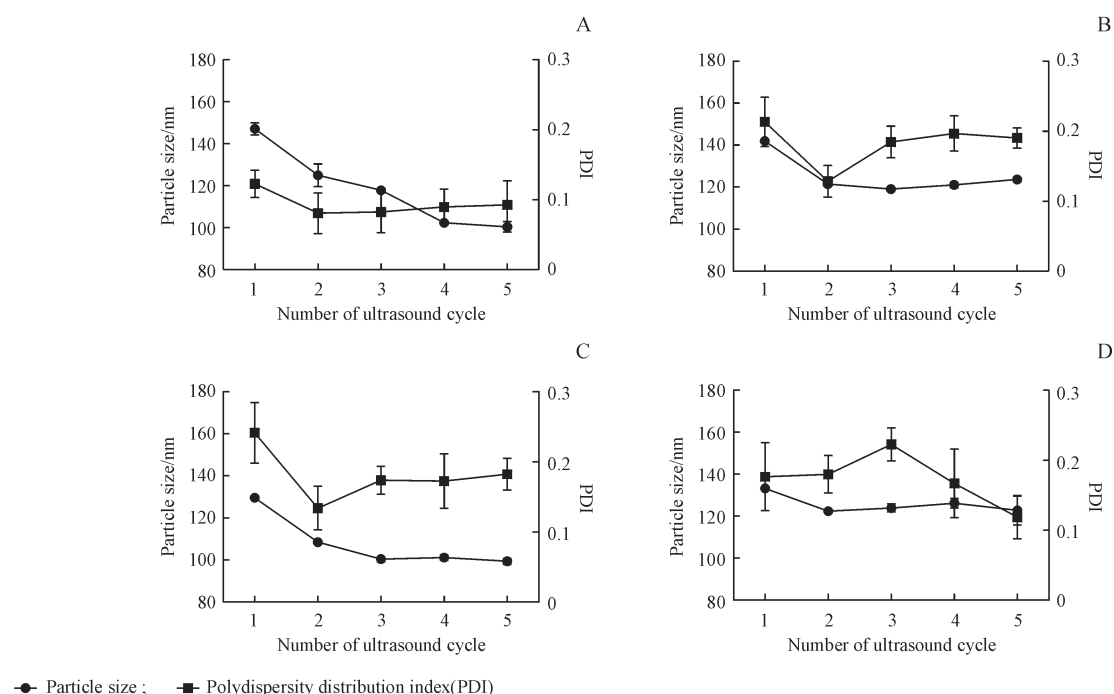 A
180
160
140
120
100
80
Particle size/nm
0.3
0.2
0.1
0
PDI
1 2 3 4 5
Number of ultrasound cycle
B
180
160
140
120
100
80
Particle size/nm
0.3
0.2
0.1
0
PDI
1 2 3 4 5
Number of ultrasound cycle
C
180
160
140
120
100
80
Particle size/nm
0.3
0.2
0.1
0
PDI
1 2 3 4 5
Number of ultrasound cycle
D
180
160
140
120
100
80
Particle size/nm
0.3
0.2
0.1
0
PDI
1 2 3 4 5
Number of ultrasound cycle
Particle size ; Polydispersity distribution index(PDI)